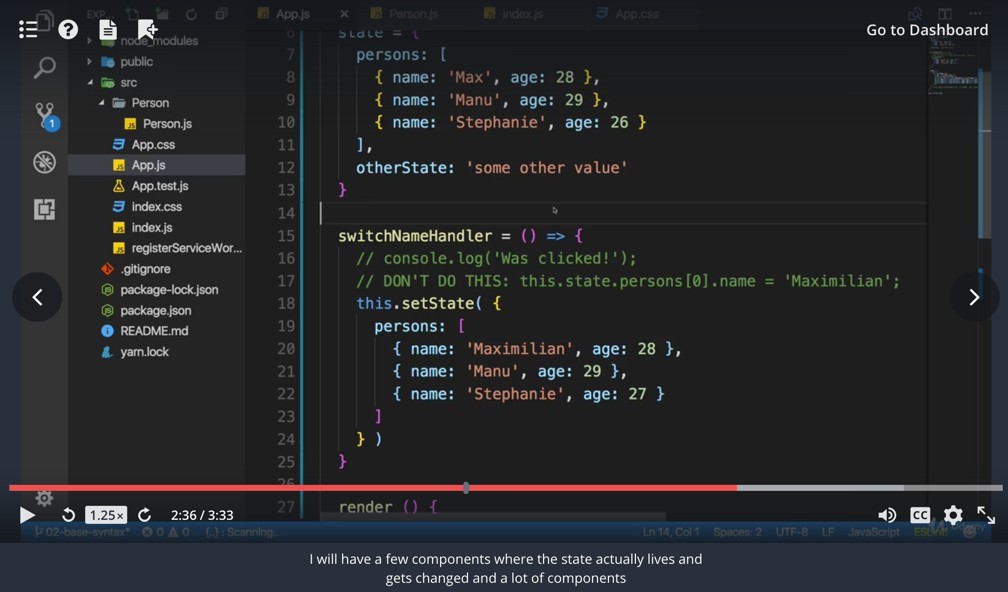 EXP...
App.js
Person.js
index.js
App.css
Go to Dashboard
node_modules
public
src
Person
Person.js
App.css
App.js
App.test.js
index.css
index.js
registerServiceWor...
.gitignore
package-lock.json
package.json
README.md
yarn.lock
1
6 state = {
7 persons: [
8 { name: 'Max', age: 28 },
9 { name: 'Manu', age: 29 },
10 { name: 'Stephanie', age: 26 }
11 ],
12 otherState: 'some other value'
13 }
14
15 switchNameHandler = () => {
16 // console.log('Was clicked!');
17 // DON'T DO THIS: this.state.persons[0].name = 'Maximilian';
18 this.setState( {
19 persons: [
20 { name: 'Maximilian', age: 28 },
21 { name: 'Manu', age: 29 },
22 { name: 'Stephanie', age: 27 }
23 ]
24 } )
25 }
26
27 render () {
1.25x
2:36 / 3:33
CC
02-base-syntax* 0 0 {..}: Scanning.. Ln 14, Col 1 Spaces: 2 UTF-8 LF JavaScript ESLint
I will have a few components where the state actually lives and
gets changed and a lot of components